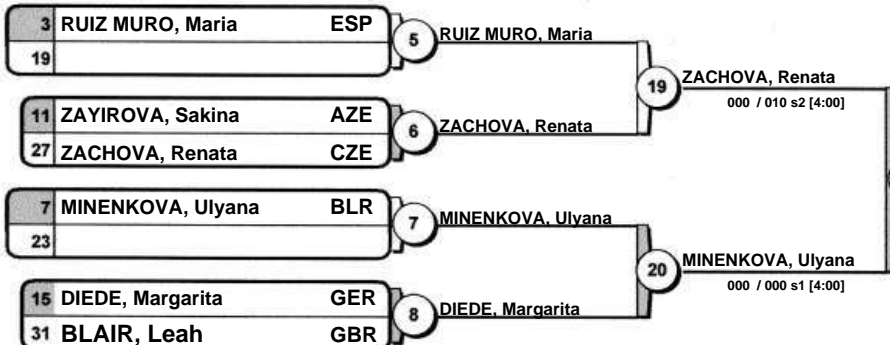 3 RUIZ MURO, Maria ESP
19
5 RUIZ MURO, Maria
11 ZAYIROVA, Sakina AZE
27 ZACHOVA, Renata CZE
6 ZACHOVA, Renata
19 ZACHOVA, Renata
000 / 010 s2 [4:00]
7 MINENKOVA, Ulyana BLR
23
7 MINENKOVA, Ulyana
15 DIEDE, Margarita GER
31 BLAIR, Leah GBR
8 DIEDE, Margarita
20 MINENKOVA, Ulyana
000 / 000 s1 [4:00]